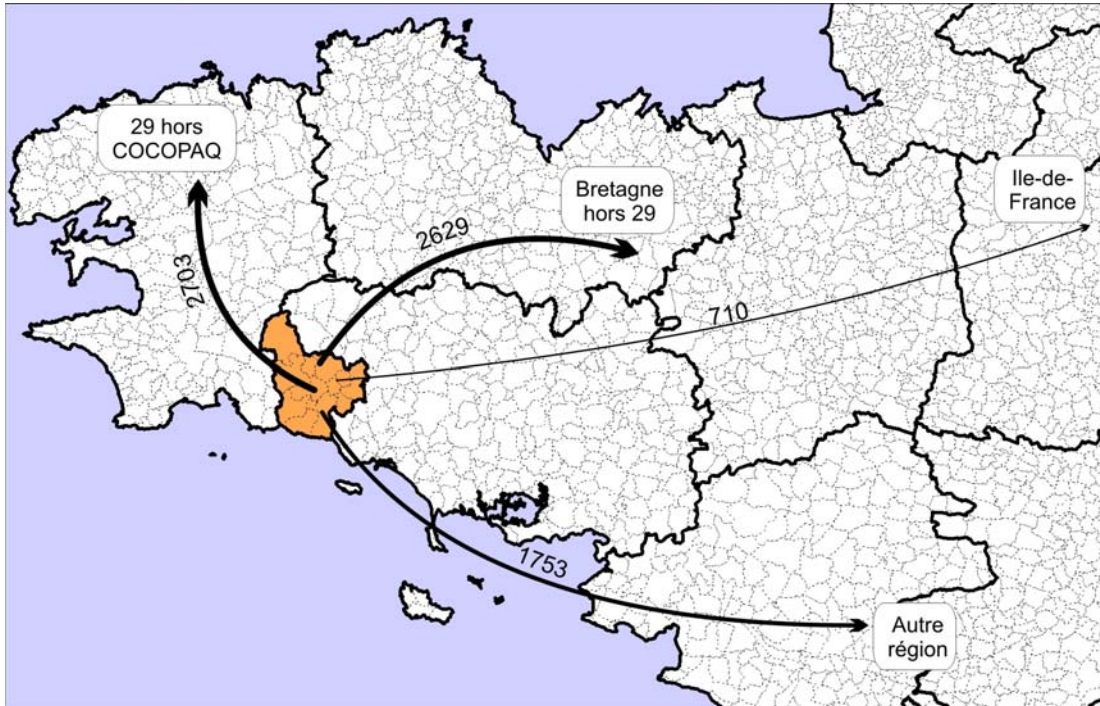 29 hors
COCOPAQ
Bretagne
hors 29
Ile-de-
France
2629
2703
710
1753
Autre
région